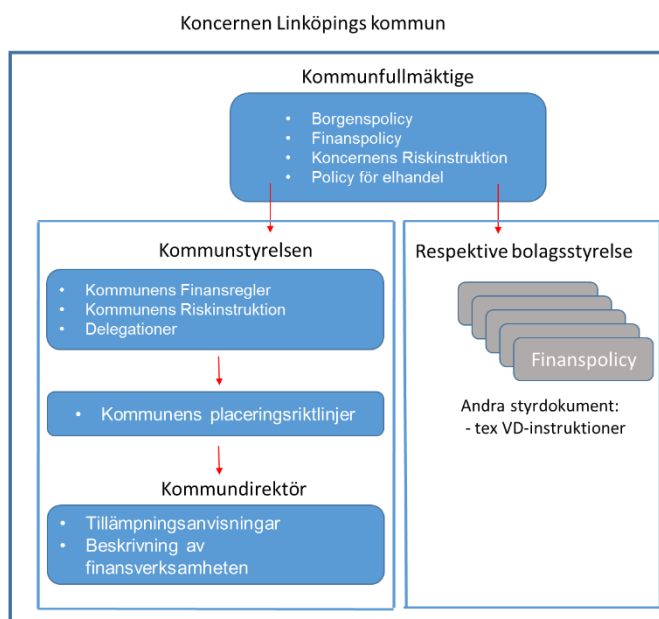 Koncernen Linköpings kommun
Kommunfullmäktige
• Borgenspolicy
• Finanspolicy
• Koncernens Riskinstruktion
• Policy för elhandel
Kommunstyrelsen
• Kommunens Finansregler
• Kommunens Riskinstruktion
• Delegationer
• Kommunens placeringsriktlinjer
Kommundirektör
• Tillämpningsanvisningar
• Beskrivning av
finansverksamheten
Respektive bolagsstyrelse
Finanspolicy
Andra styrdokument:
- tex VD-instruktioner